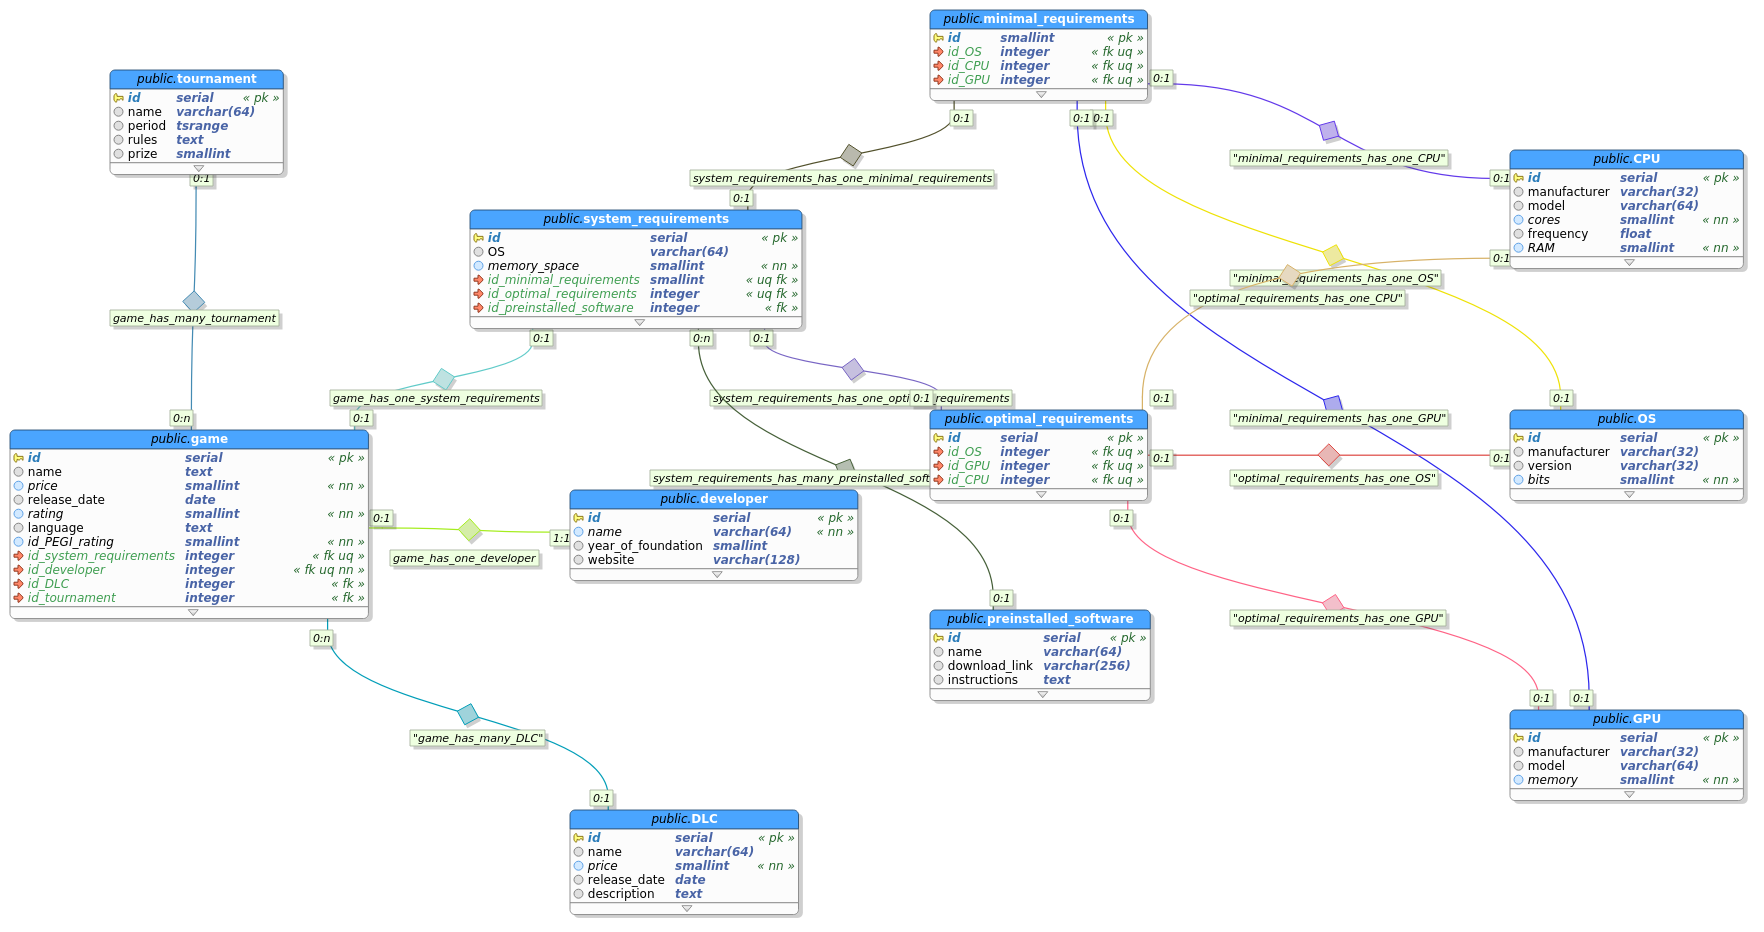 public.minimal_requirements
id smallint « pk »
id_OS integer « fk uq »
id_CPU integer « fk uq »
id_GPU integer « fk uq »
0:1
0:1
0:1
0:1
public.tournament
id serial « pk »
name varchar(64)
period tsrange
rules text
prize smallint
0:1
"minimal_requirements_has_one_CPU"
public.CPU
id serial « pk »
manufacturer varchar(32)
model varchar(64)
cores smallint « nn »
frequency float
RAM smallint « nn »
0:1
0:1
system_requirements_has_one_minimal_requirements
0:1
public.system_requirements
id serial « pk »
OS varchar(64)
memory_space smallint « nn »
id_minimal_requirements smallint « uq fk »
id_optimal_requirements integer « uq fk »
id_preinstalled_software integer « fk »
"minimal_requirements_has_one_OS"
"optimal_requirements_has_one_CPU"
game_has_many_tournament
0:1
0:n
0:1
game_has_one_system_requirements
system_requirements_has_one_opti
0:1
requirements
0:1
0:1
0:n
0:1
public.game
id serial « pk »
name text
price smallint « nn »
release_date date
rating smallint « nn »
language text
id_PEGI_rating smallint « nn »
id_system_requirements integer « fk uq »
id_developer integer « fk uq nn »
id_DLC integer « fk »
id_tournament integer « fk »
public.optimal_requirements
id serial « pk »
id_OS integer « fk uq »
id_GPU integer « fk uq »
id_CPU integer « fk uq »
"minimal_requirements_has_one_GPU"
public.OS
id serial « pk »
manufacturer varchar(32)
version varchar(32)
bits smallint « nn »
0:1
0:1
"optimal_requirements_has_one_OS"
system_requirements_has_many_preinstalled_soft
public.developer
id serial « pk »
name varchar(64) « nn »
year_of_foundation smallint
website varchar(128)
0:1
1:1
game_has_one_developer
0:1
0:1
public.preinstalled_software
id serial « pk »
name varchar(64)
download_link varchar(256)
instructions text
"optimal_requirements_has_one_GPU"
0:n
0:1
0:1
public.GPU
id serial « pk »
manufacturer varchar(32)
model varchar(64)
memory smallint « nn »
"game_has_many_DLC"
0:1
public.DLC
id serial « pk »
name varchar(64)
price smallint « nn »
release_date date
description text